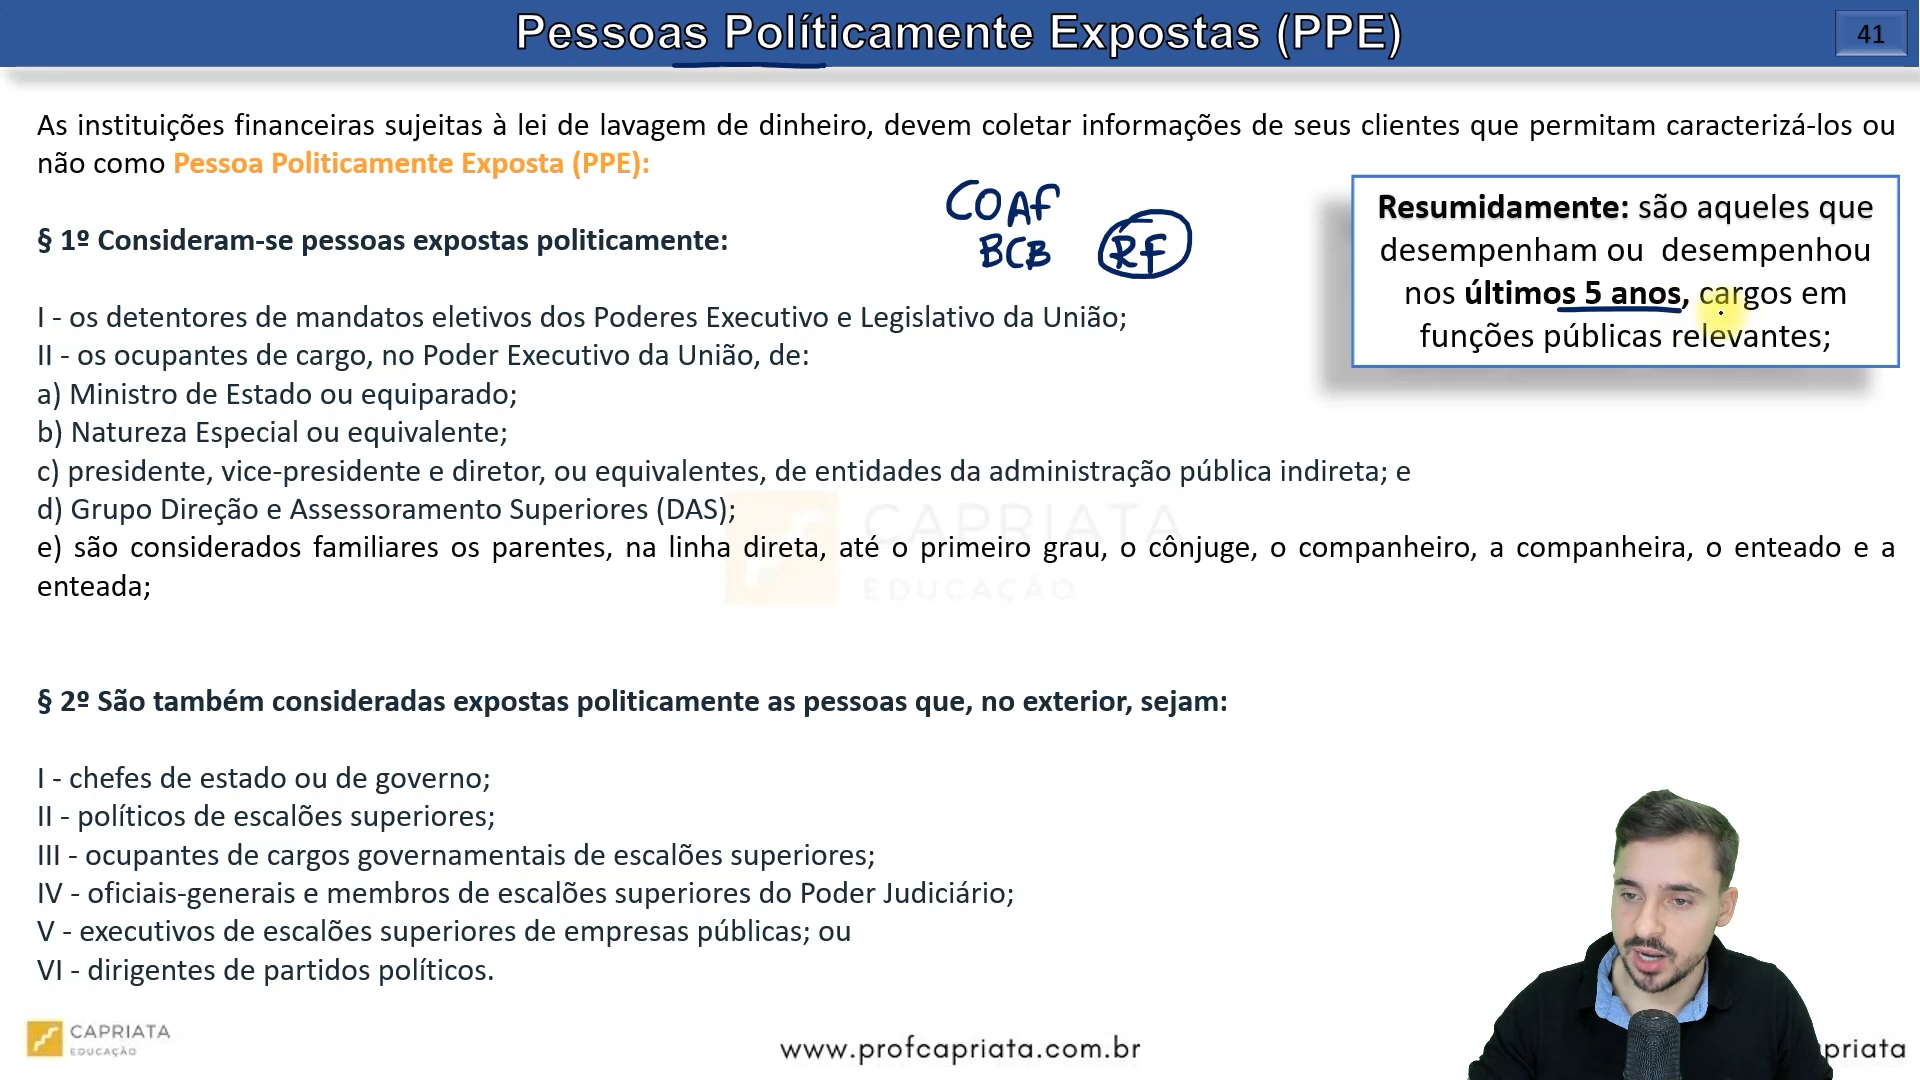 Pessoas Políticamente Expostas (PPE)
41
As instituições financeiras sujeitas à lei de lavagem de dinheiro, devem coletar informações de seus clientes que permitam caracterizá-los ou
não como Pessoa Politicamente Exposta (PPE):
COAF
BCB RF
Resumidamente: são aqueles que
desempenham ou desempenhou
nos últimos 5 anos, cargos em
funções públicas relevantes;
§ 1º Consideram-se pessoas expostas politicamente:
I - os detentores de mandatos eletivos dos Poderes Executivo e Legislativo da União;
II - os ocupantes de cargo, no Poder Executivo da União, de:
a) Ministro de Estado ou equiparado;
b) Natureza Especial ou equivalente;
c) presidente, vice-presidente e diretor, ou equivalentes, de entidades da administração pública indireta; e
d) Grupo Direção e Assessoramento Superiores (DAS);
e) são considerados familiares os parentes, na linha direta, até o primeiro grau, o cônjuge, o companheiro, a companheira, o enteado e a
enteada;
CAPRIATA
EDUCAÇÃO
§ 2º São também consideradas expostas politicamente as pessoas que, no exterior, sejam:
I - chefes de estado ou de governo;
II - políticos de escalões superiores;
III - ocupantes de cargos governamentais de escalões superiores;
IV - oficiais-generais e membros de escalões superiores do Poder Judiciário;
V - executivos de escalões superiores de empresas públicas; ou
VI - dirigentes de partidos políticos.
CAPRIATA
EDUCAÇÃO
www.profcapriata.com.br
priata